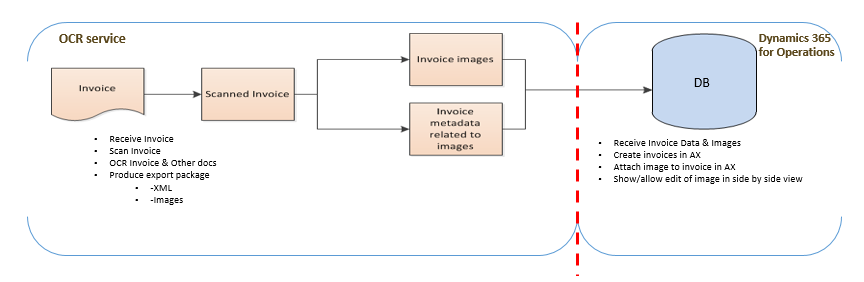 OCR service
Invoice
Scanned Invoice
Invoice images
Invoice
metadata
related to
images
• Receive Invoice
• Scan Invoice
• OCR Invoice & Other docs
• Produce export package
• -XML
• -Images
Dynamics 365
for Operations
DB
• Receive Invoice Data & Images
• Create invoices in AX
• Attach image to invoice in AX
• Show/allow edit of image in side by side view